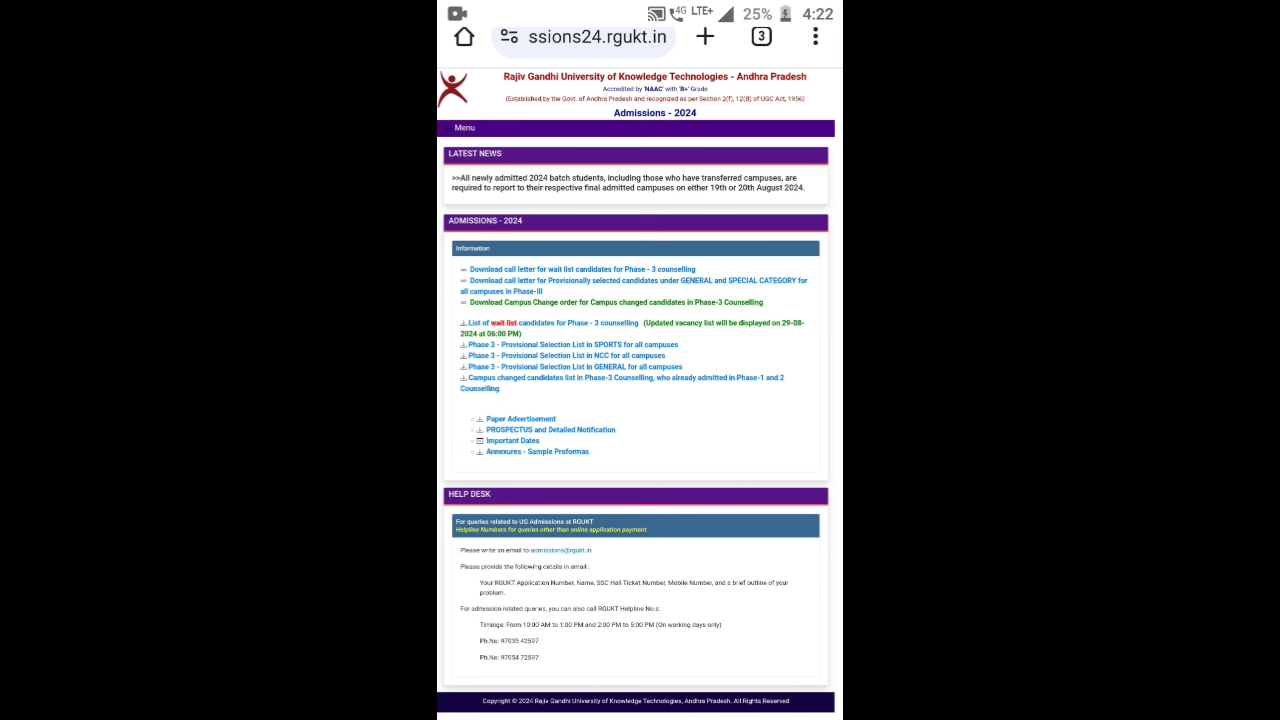 4G LTE+ 25% 4:22
ssions24.rgukt.in 3
Rajiv Gandhi University of Knowledge Technologies - Andhra Pradesh
Accredited by 'NAAC' with 'B+' Grade
(Established by the Govt. of Andhra Pradesh and recognized as per Section 2(f), 12(B) of UGC Act, 1956)
Admissions - 2024
Menu
LATEST NEWS
>>All newly admitted 2024 batch students, including those who have transferred campuses, are
required to report to their respective final admitted campuses on either 19th or 20th August 2024.
ADMISSIONS - 2024
Information
Download call letter for wait list candidates for Phase - 3 counselling
Download call letter for Provisionally selected candidates under GENERAL and SPECIAL CATEGORY for
all campuses in Phase-III
Download Campus Change order for Campus changed candidates in Phase-3 Counselling
List of wait list candidates for Phase - 3 counselling (Updated vacancy list will be displayed on 29-08-
2024 at 06:00 PM)
Phase 3 - Provisional Selection List in SPORTS for all campuses
Phase 3 - Provisional Selection List in NCC for all campuses
Phase 3 - Provisional Selection List in GENERAL for all campuses
Campus changed candidates list in Phase-3 Counselling, who already admitted in Phase-1 and 2
Counselling
Paper Advertisement
PROSPECTUS and Detailed Notification
Important Dates
Annexures - Sample Proformas
HELP DESK
For queries related to UG Admissions at RGUKT
Helpline Numbers for queries other than online application payment
Please write an email to admissions@rgukt.in
Please provide the following details in email :
Your RGUKT Application Number, Name, SSC Hall Ticket Number, Mobile Number, and a brief outline of your
problem.
For admission related queries, you can also call RGUKT Helpline No.s:
Timings: From 10:00 AM to 1:00 PM and 2:00 PM to 5:00 PM (On working days only)
Ph.No: 97035 42597
Ph.No: 97054 72597
Copyright © 2024 Rajiv Gandhi University of Knowledge Technologies, Andhra Pradesh. All Rights Reserved